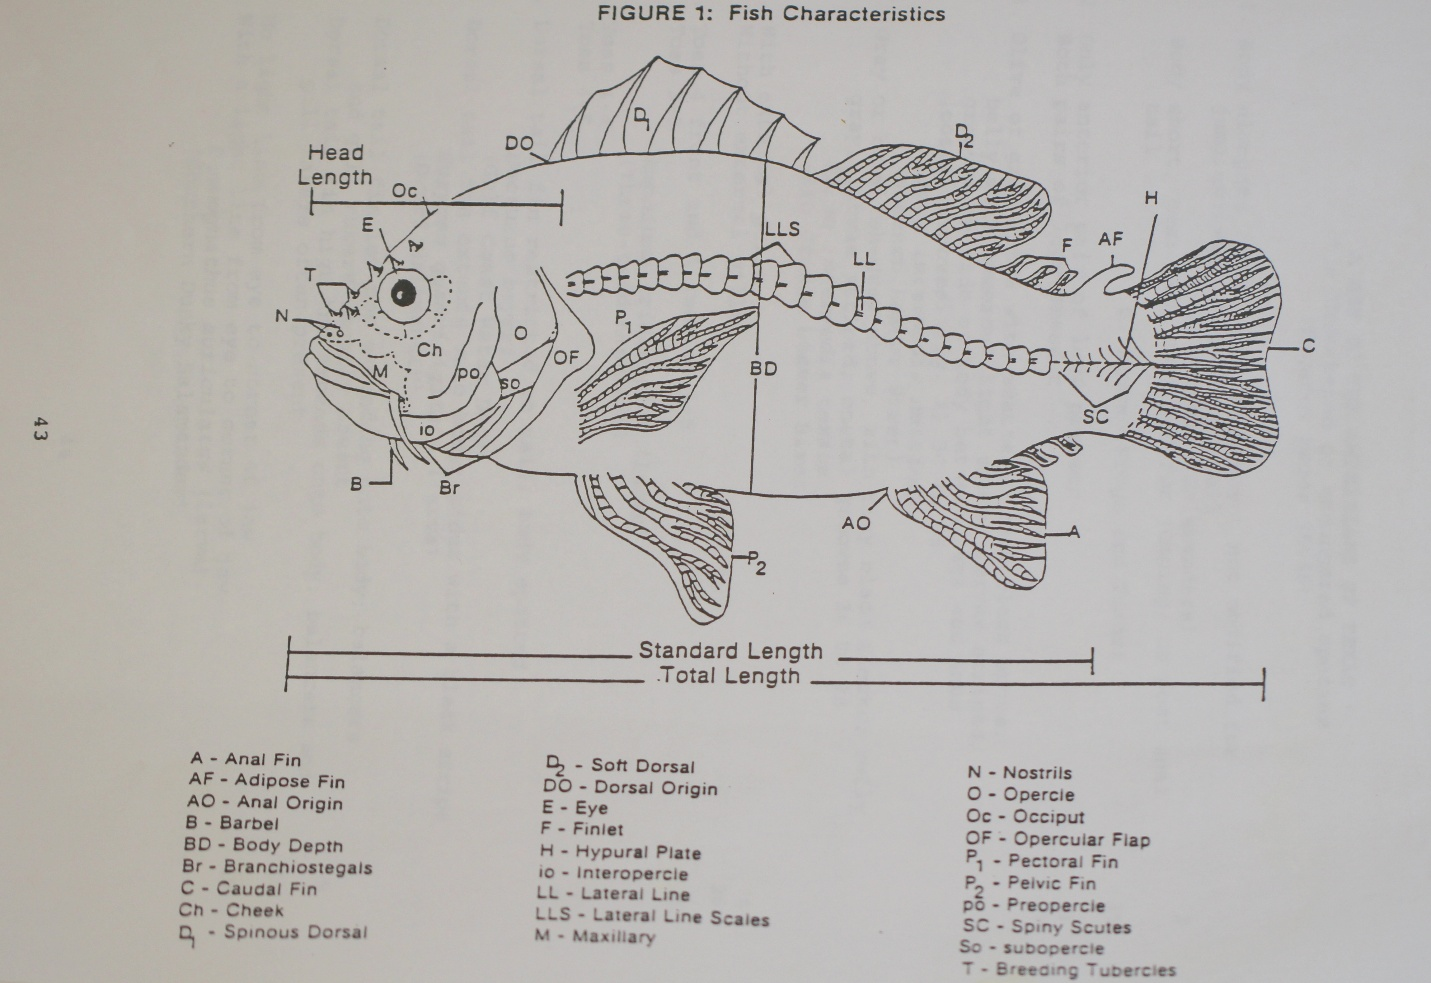 FIGURE 1: Fish Characteristics
D1
D2
DO
Head
Length
Oc
H
E
LLS
F
AF
T
LL
N
P1
O
Ch
OF
C
M
po
so
BD
io
SC
B
Br
AO
A
P2
43
Standard Length
Total Length
A - Anal Fin
AF - Adipose Fin
AO - Anal Origin
B - Barbel
BD - Body Depth
Br - Branchiostegals
C - Caudal Fin
Ch - Cheek
D1 - Spinous Dorsal
D2 - Soft Dorsal
DO - Dorsal Origin
E - Eye
F - Finlet
H - Hypural Plate
io - Interopercle
LL - Lateral Line
LLS - Lateral Line Scales
M - Maxillary
N - Nostrils
O - Opercle
Oc - Occiput
OF - Opercular Flap
P1 - Pectoral Fin
P2 - Pelvic Fin
po - Preopercle
SC - Spiny Scutes
So - subopercle
T - Breeding Tubercles